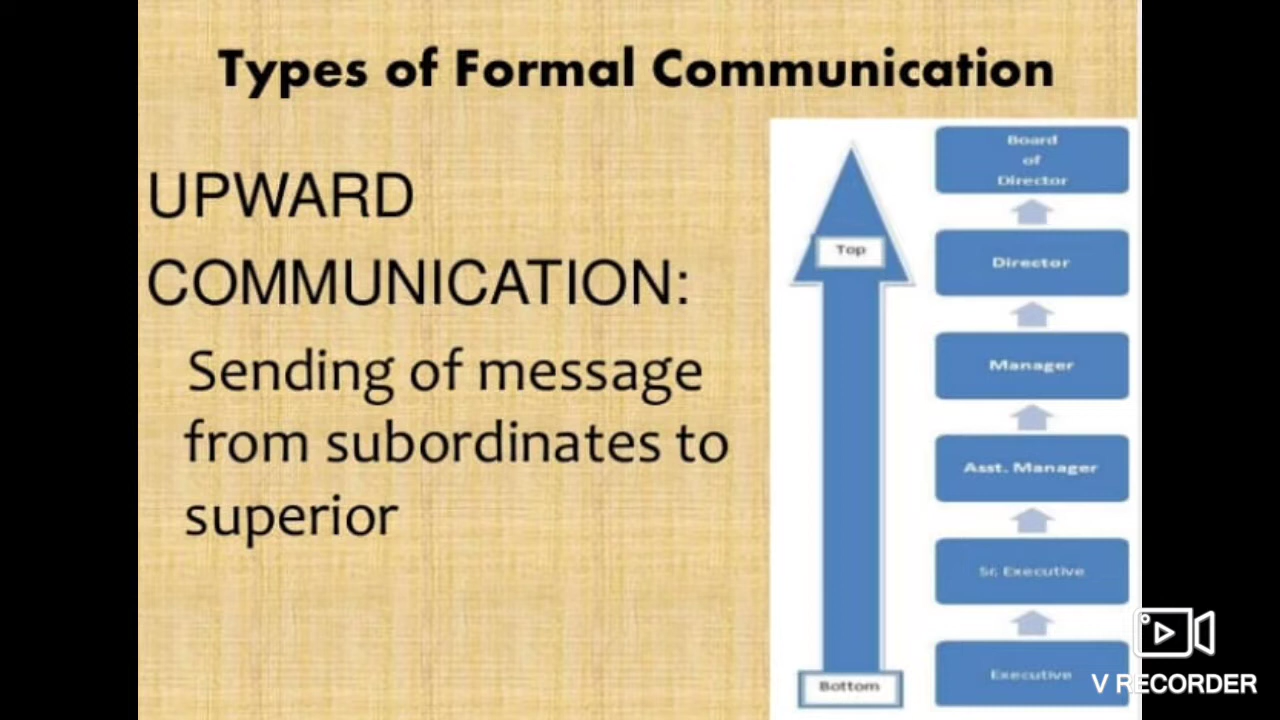 Types of Formal Communication
UPWARD
COMMUNICATION:
Sending of message
from subordinates to
superior
Top
Bottom
Board
of
Director
Director
Manager
Asst. Manager
Sr. Executive
Executive
V RECORDER